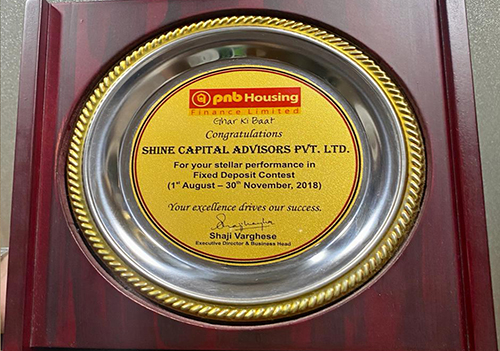 pnb Housing
Finance Limited
Ghar Ki Baat
Congratulations
SHINE CAPITAL ADVISORS PVT. LTD.
For your stellar performance in
Fixed Deposit Contest
(1st August – 30th November, 2018)
Your excellence drives our success.
Shaji Varghese
Executive Director & Business Head